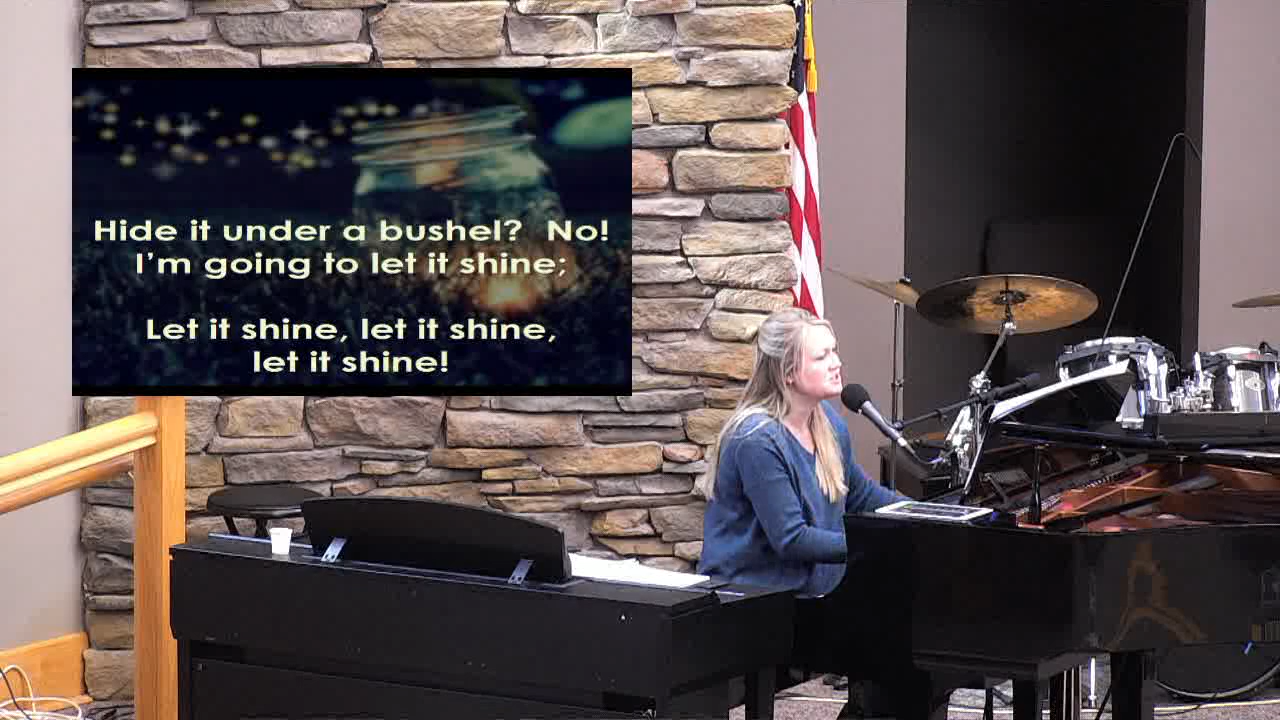 Hide it under a bushel?  No!
I'm going to let it shine;
Let it shine, let it shine,
let it shine!